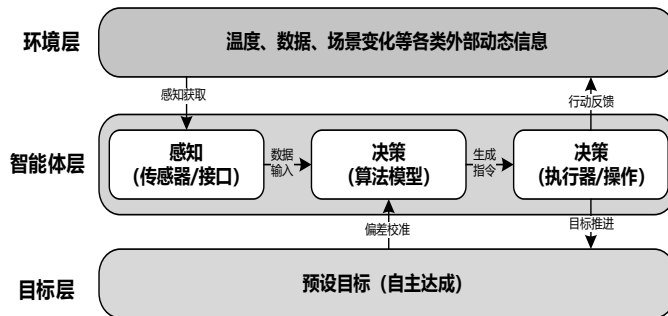 环境层
温度、数据、场景变化等各类外部动态信息
感知获取
行动反馈
智能体层
感知
(传感器/接口)
数据
输入
决策
(算法模型)
生成
指令
决策
(执行器/操作)
偏差校准
目标推进
目标层
预设目标（自主达成）